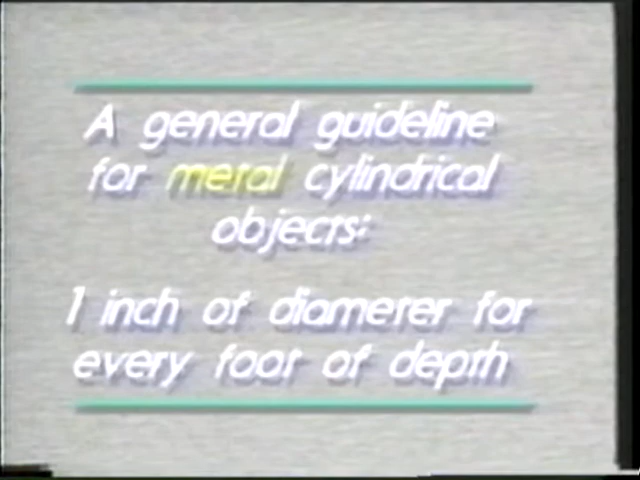 A general guideline
for metal cylindrical
objects:
1 inch of diameter for
every foot of depth